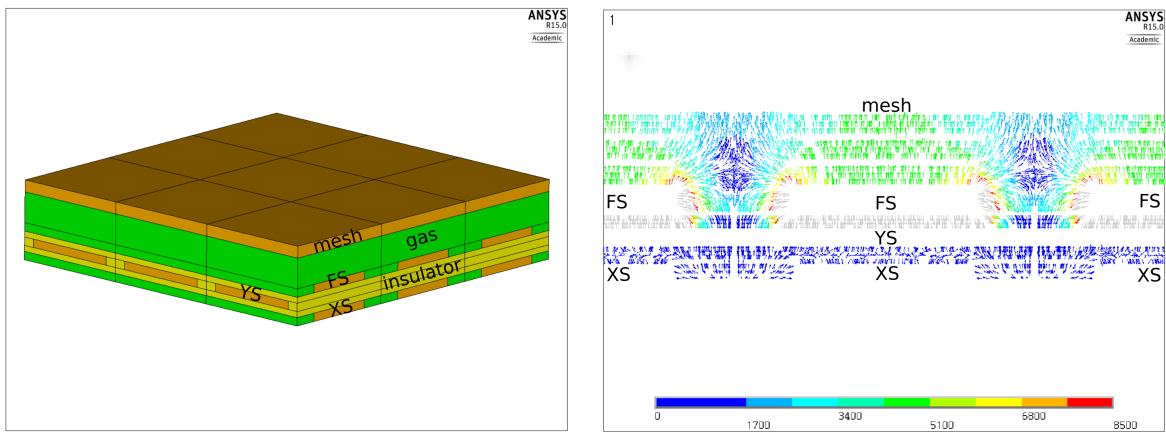 ANSYS
R15.0
Academic
mesh
gas
FS
insulator
YS
XS
1
ANSYS
R15.0
Academic
mesh
FS FS FS
YS
XS XS XS
0 3400 6800
1700 5100 8500